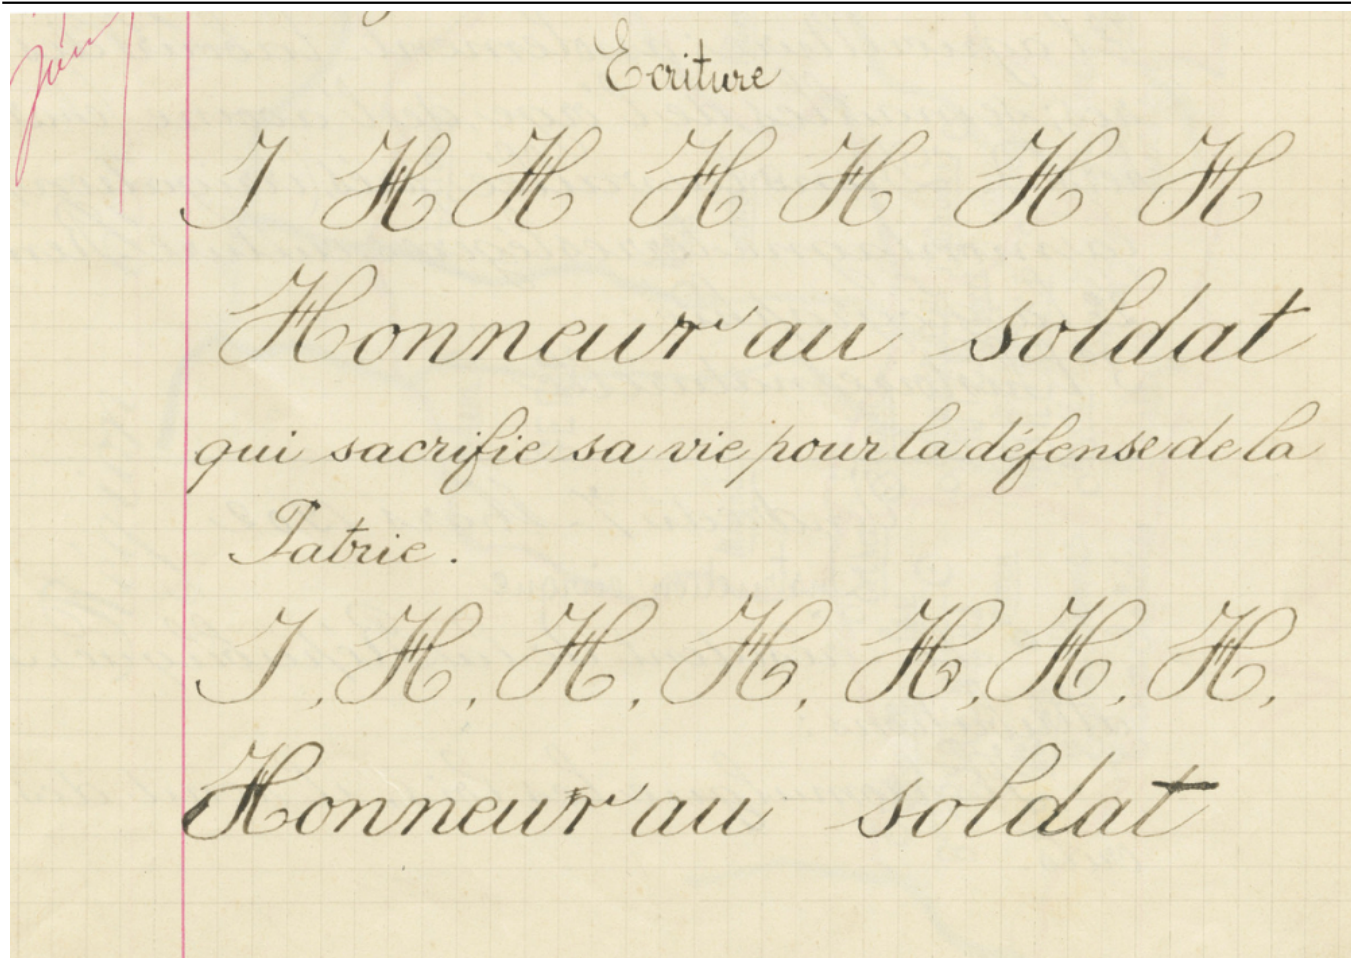 Ecriture
J H H H H H H
Honneur au soldat
qui sacrifie sa vie pour la défense de la
Patrie.
J, H, H, H, H, H, H,
Honneur au soldat